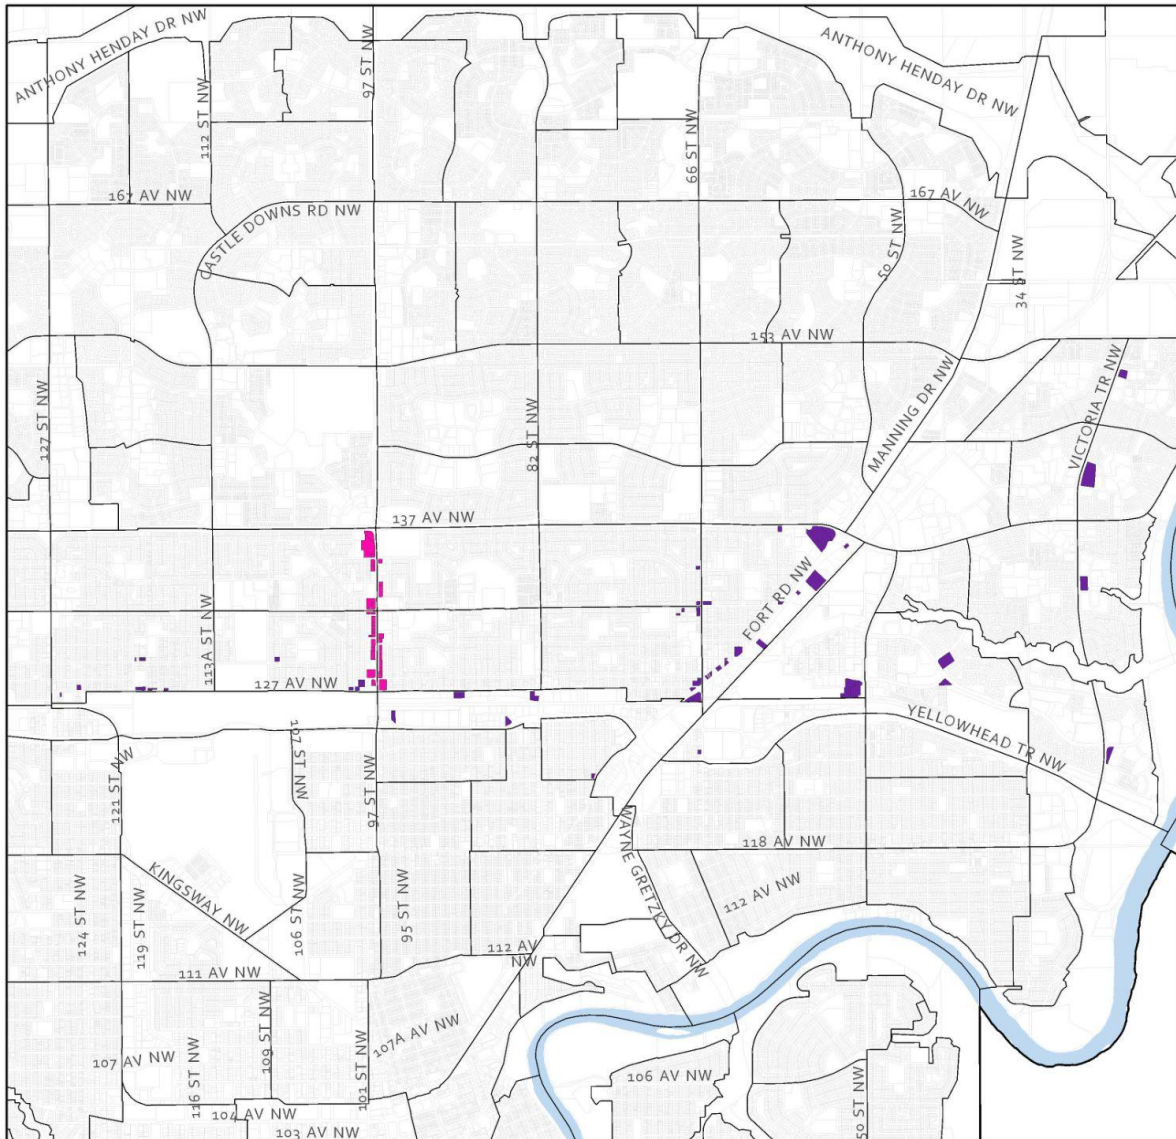 ANTHONY HENDAY DR NW
112 ST NW
97 ST NW
66 ST NW
ANTHONY HENDAY DR NW
167 AV NW
CASTLE DOWNS RD NW
167 AV NW
50 ST NW
34 ST NW
153 AV NW
127 ST NW
82 ST NW
MANNING DR NW
VICTORIA TR NW
137 AV NW
113A ST NW
127 AV NW
FORT RD NW
YELLOWHEAD TR NW
121 ST NW
107 ST NW
97 ST NW
WAYNE GRETZKY DR NW
118 AV NW
KINGSWAY NW
124 ST NW
119 ST NW
106 ST NW
95 ST NW
112 AV NW
112 AV
NW
111 AV NW
107 AV NW
116 ST NW
109 ST NW
101 ST NW
107A AV NW
106 AV NW
50 ST NW
104 AV NW
103 AV NW